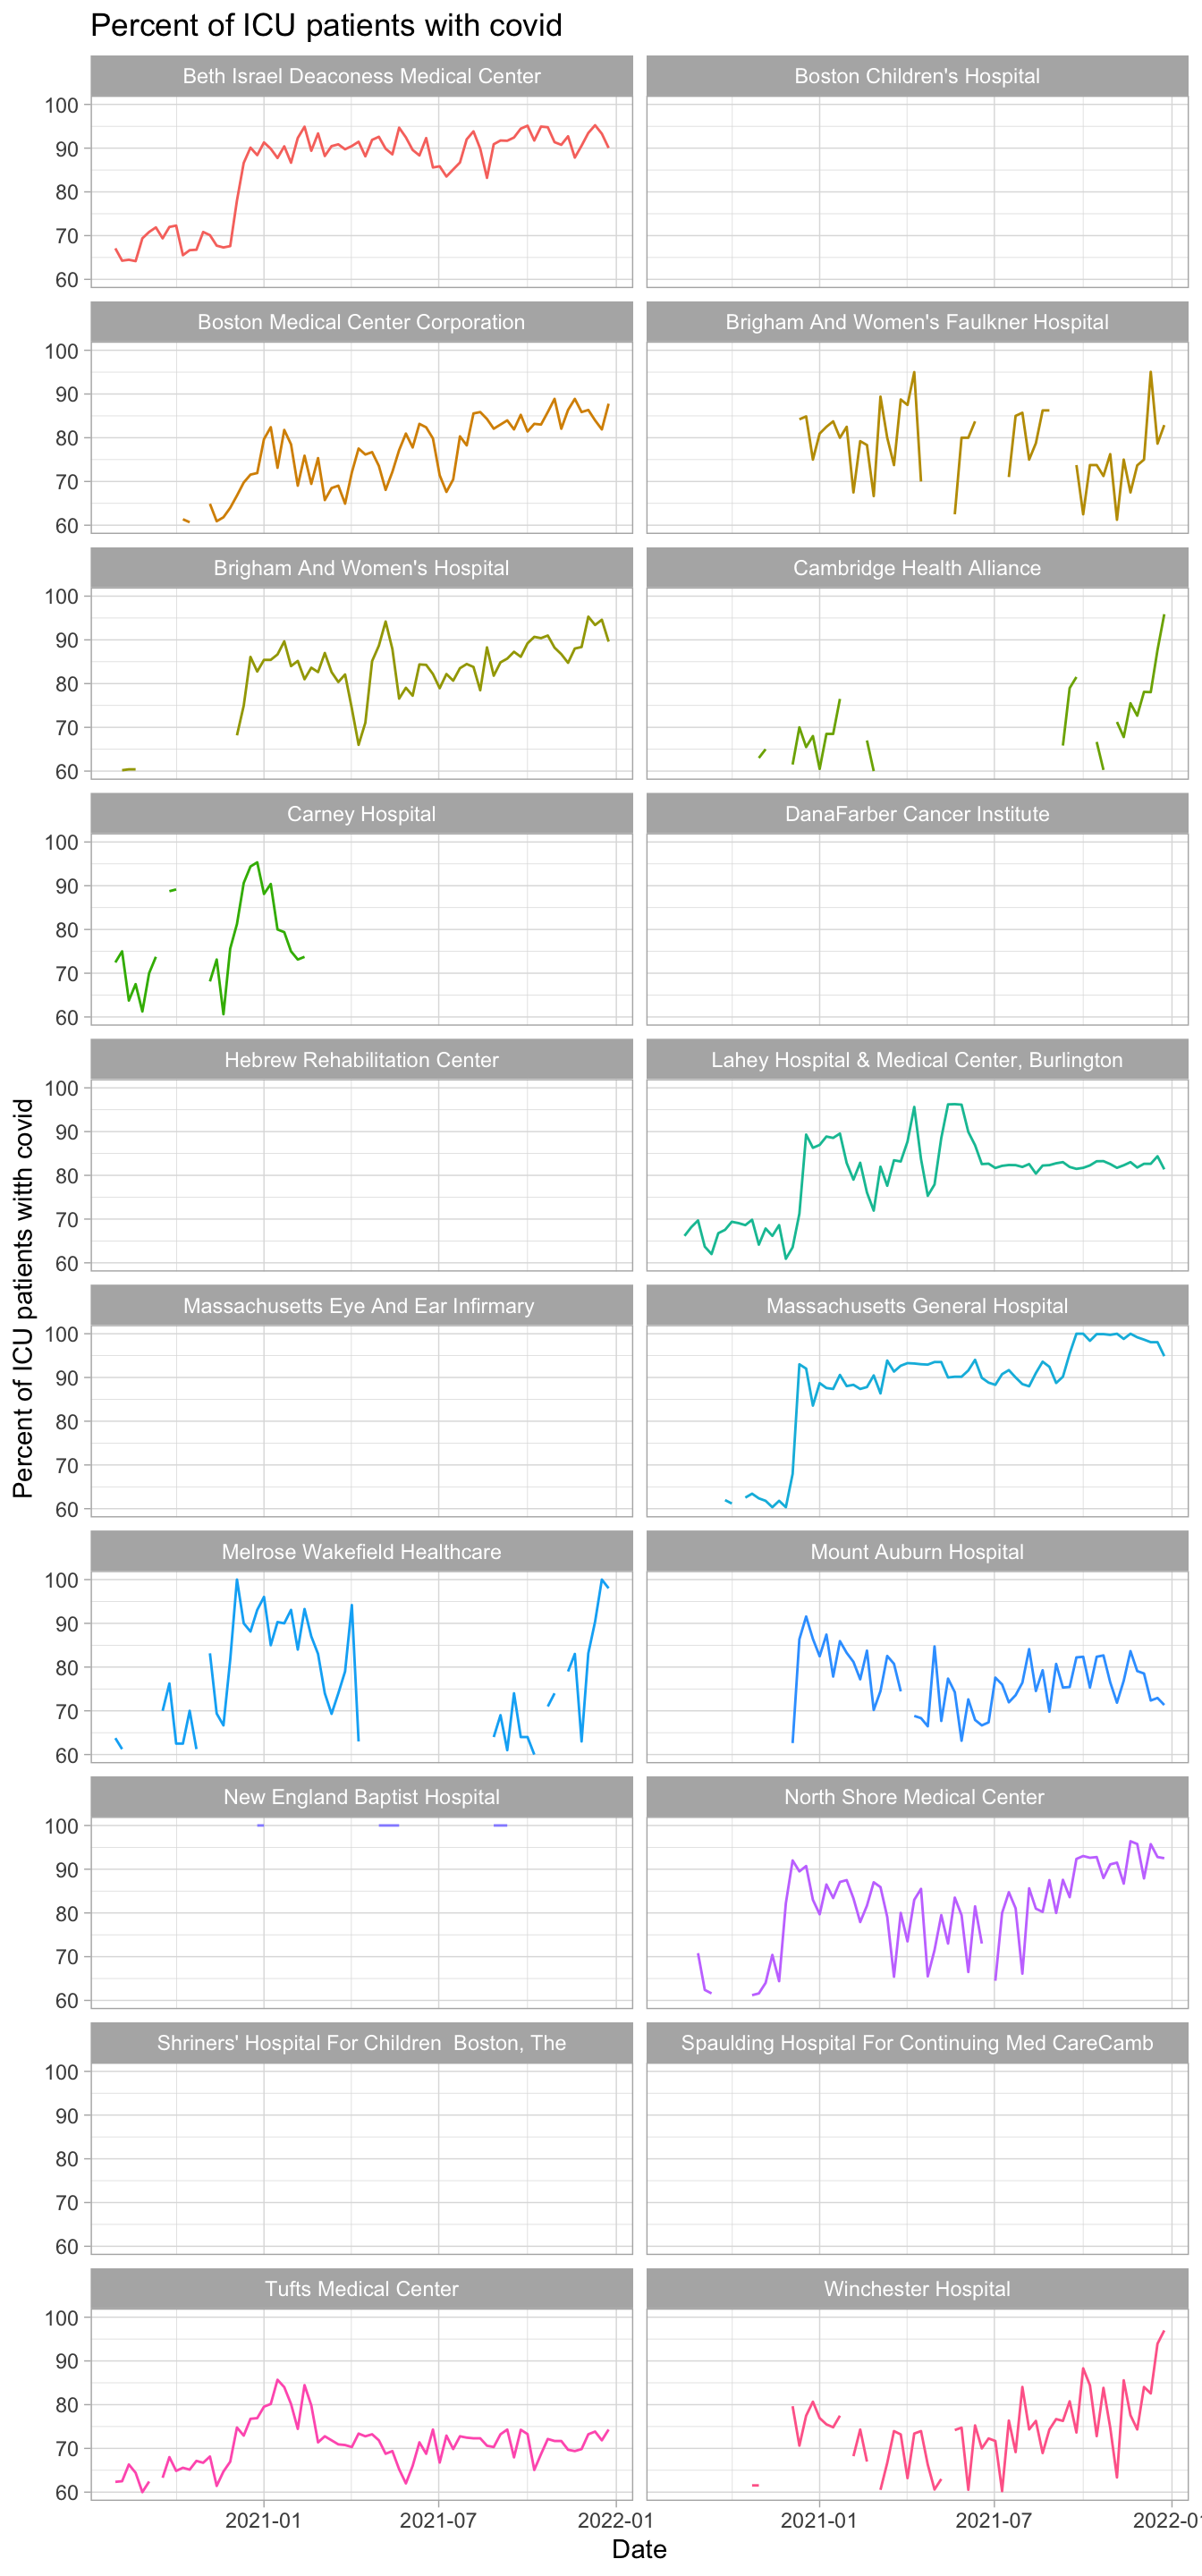 Percent of ICU patients with covid
Beth Israel Deaconess Medical Center
Boston Children's Hospital
100
90
80
70
60
Boston Medical Center Corporation
Brigham And Women's Faulkner Hospital
100
90
80
70
60
Brigham And Women's Hospital
Cambridge Health Alliance
100
90
80
70
60
Carney Hospital
DanaFarber Cancer Institute
100
90
80
70
60
Hebrew Rehabilitation Center
Lahey Hospital & Medical Center, Burlington
100
90
80
70
60
Percent of ICU patients with covid
Massachusetts Eye And Ear Infirmary
Massachusetts General Hospital
100
90
80
70
60
Melrose Wakefield Healthcare
Mount Auburn Hospital
100
90
80
70
60
New England Baptist Hospital
North Shore Medical Center
100
90
80
70
60
Shriners' Hospital For Children  Boston, The
Spaulding Hospital For Continuing Med CareCamb
100
90
80
70
60
Tufts Medical Center
Winchester Hospital
100
90
80
70
60
2021-01
2021-07
2022-01
2021-01
2021-07
2022-0
Date